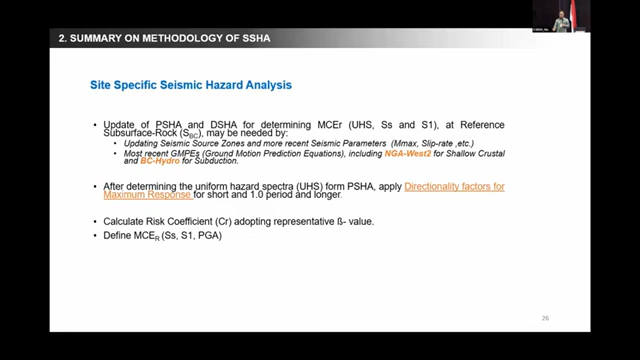 2. SUMMARY ON METHODOLOGY OF SSHA
Site Specific Seismic Hazard Analysis
• Update of PSHA and DSHA for determining MCEr (UHS, Ss and S1), at Reference
Subsurface-Rock (SBC), may be needed by:
• Updating Seismic Source Zones and more recent Seismic Parameters (Mmax, Slip-rate ,etc.)
• Most recent GMPEs (Ground Motion Prediction Equations), including NGA-West2 for Shallow Crustal
and BC-Hydro for Subduction.
• After determining the uniform hazard spectra (UHS) form PSHA, apply Directionality factors for
Maximum Response for short and 1.0 period and longer.
• Calculate Risk Coefficient (Cr) adopting representative ß- value.
• Define MCER (Ss, S1, PGA)
26